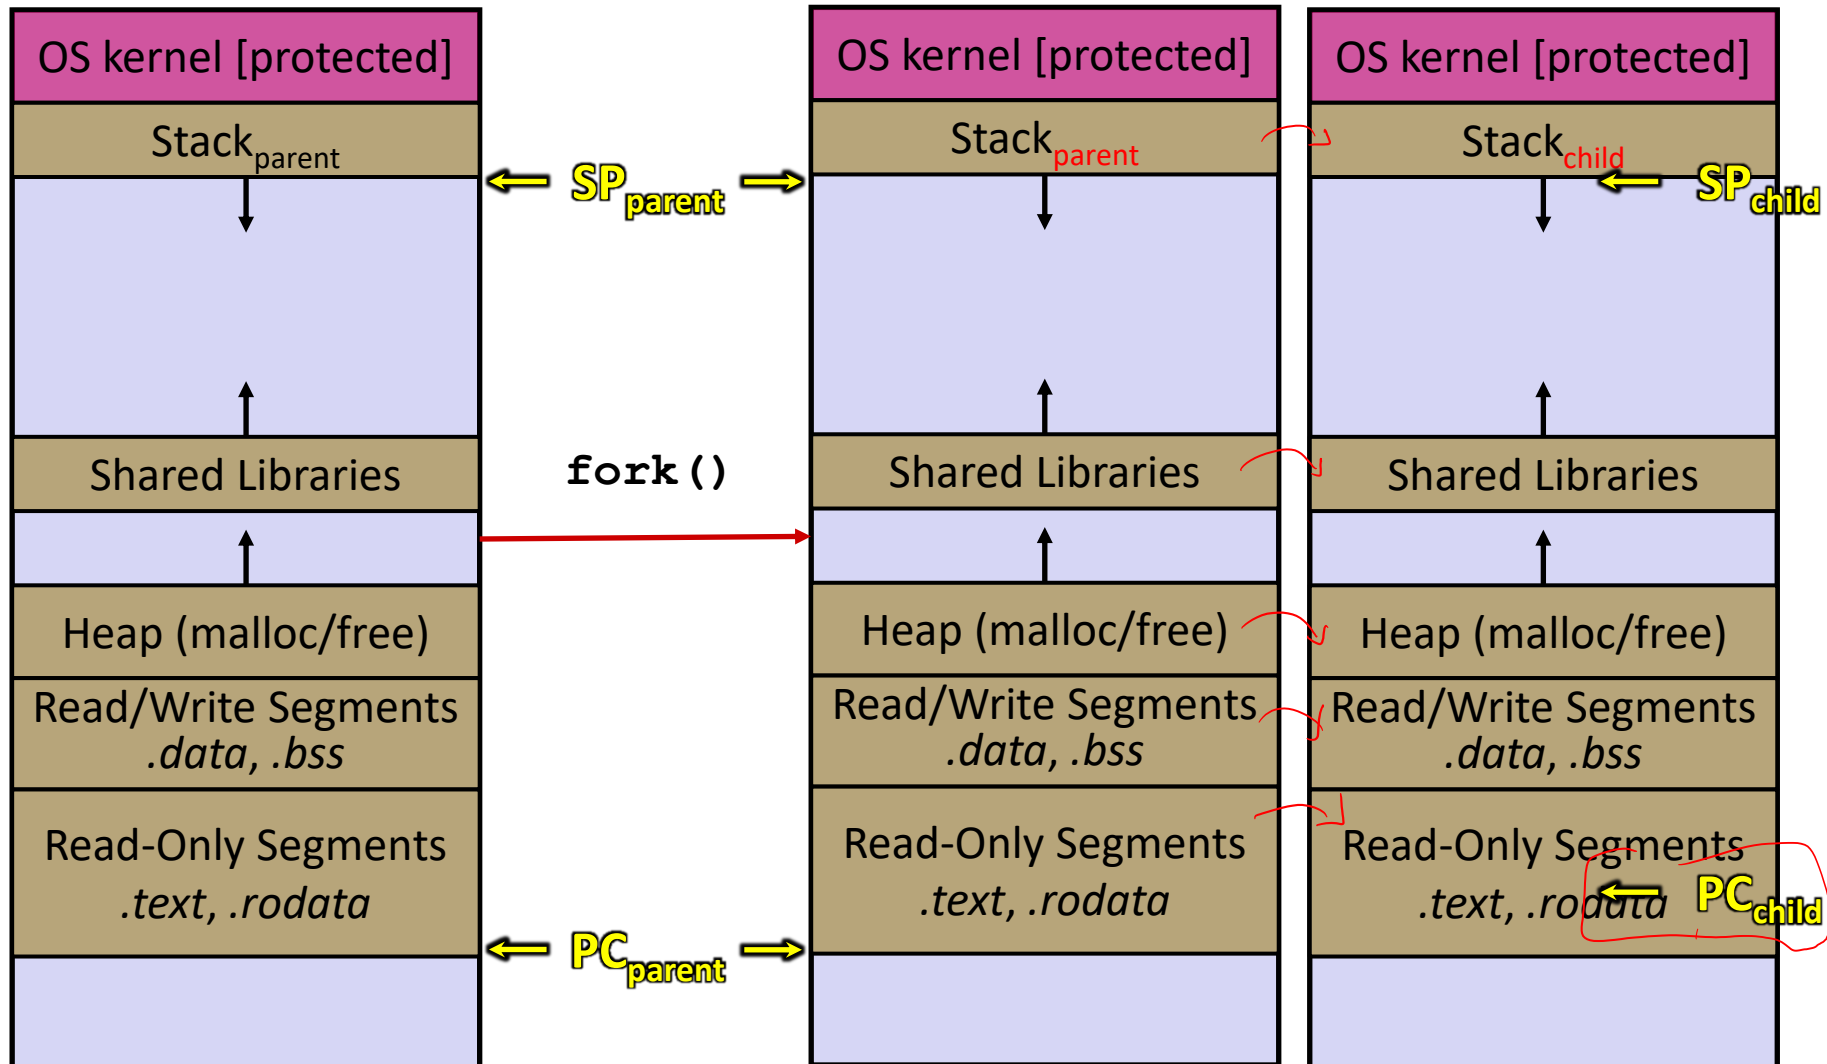 OS kernel [protected]
Stackparent
Shared Libraries
Heap (malloc/free)
Read/Write Segments
.data, .bss
Read-Only Segments
.text, .rodata
SPparent
fork()
PCparent
OS kernel [protected]
Stackparent
Shared Libraries
Heap (malloc/free)
Read/Write Segments
.data, .bss
Read-Only Segments
.text, .rodata
OS kernel [protected]
Stackchild
SPchild
Shared Libraries
Heap (malloc/free)
Read/Write Segments
.data, .bss
Read-Only Segments
.text, .rodata
PCchild